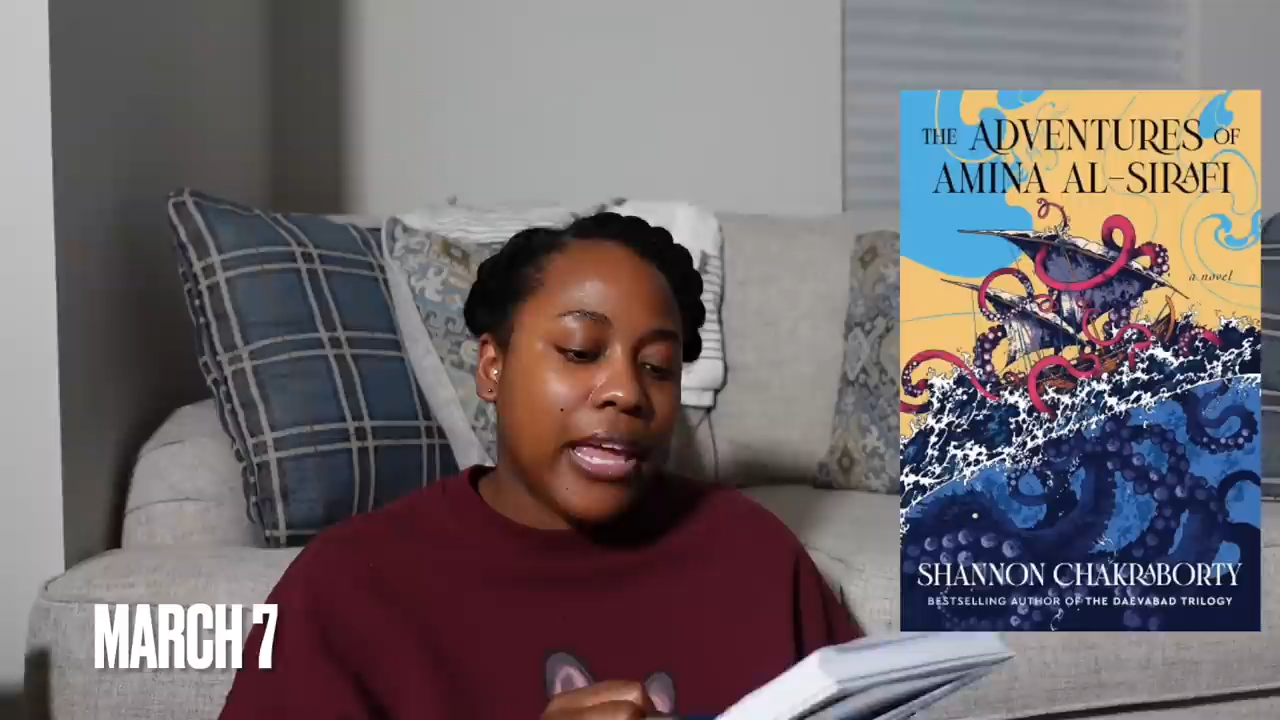 THE ADVENTURES OF
AMINA AL-SIRAFI
a novel
SHANNON CHAKRABORTY
BESTSELLING AUTHOR OF THE DAEVABAD TRILOGY
MARCH 7